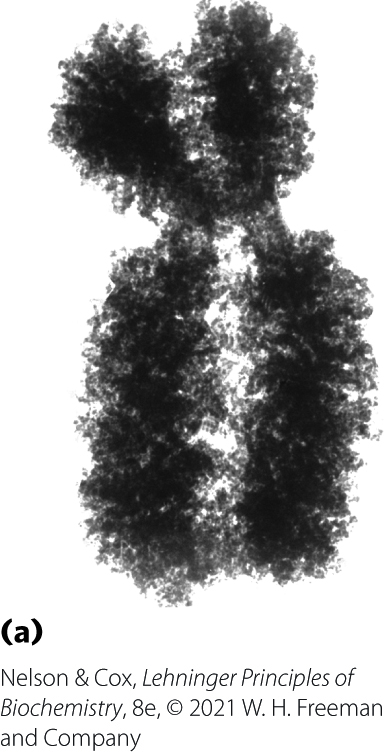 (a)
Nelson & Cox, Lehninger Principles of
Biochemistry, 8e, © 2021 W. H. Freeman
and Company